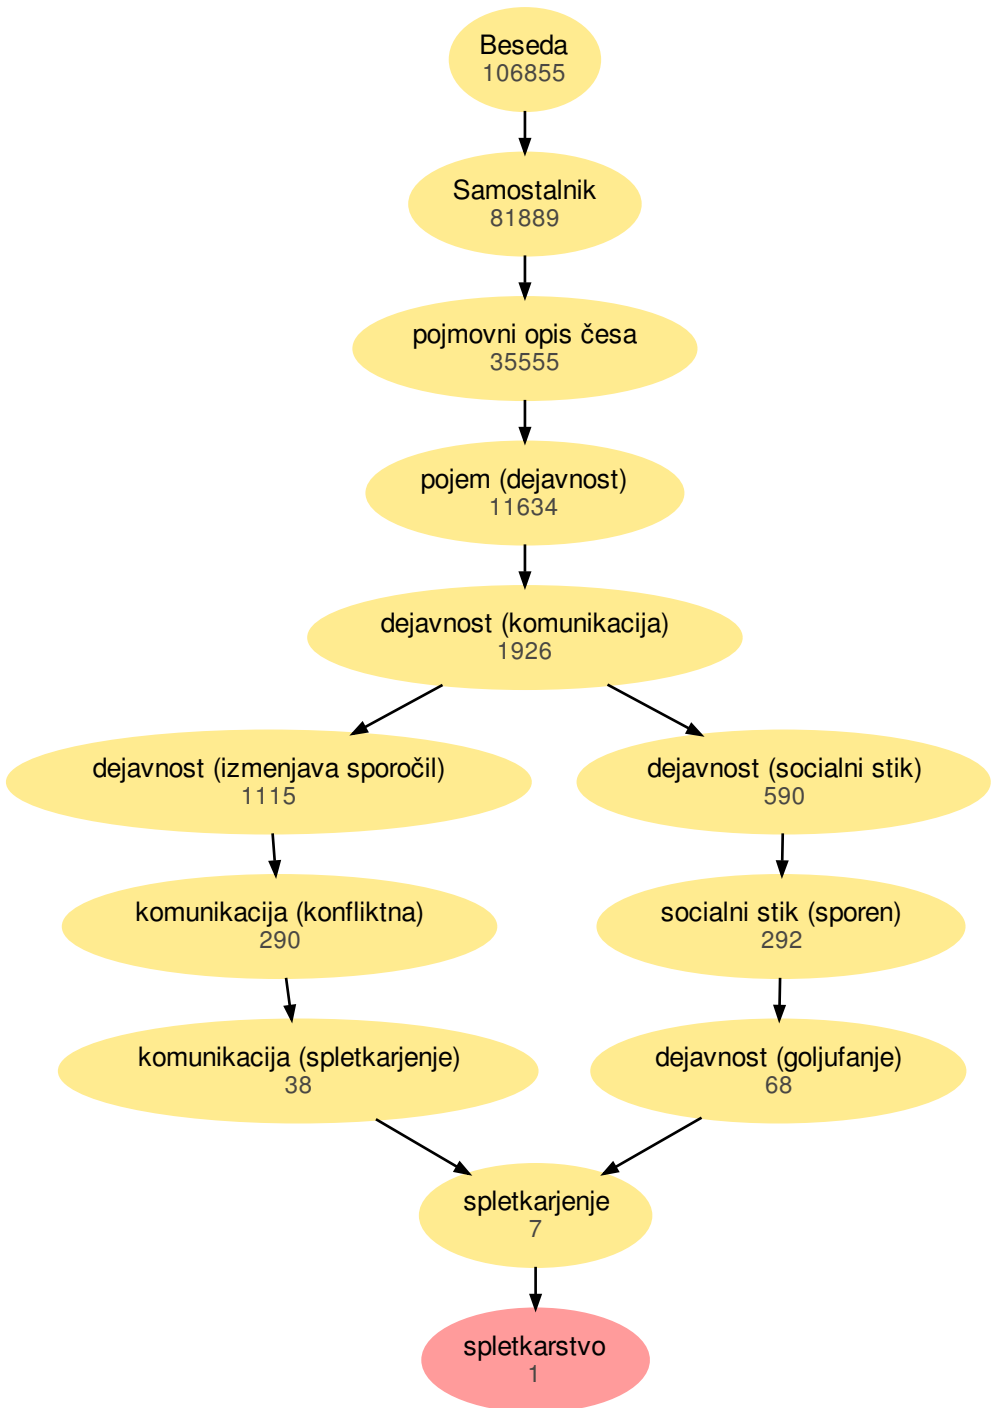 Beseda
106855
Samostalnik
81889
pojmovni opis česa
35555
pojem (dejavnost)
11634
dejavnost (komunikacija)
1926
dejavnost (izmenjava sporočil)
1115
dejavnost (socialni stik)
590
komunikacija (konfliktna)
290
socialni stik (sporen)
292
komunikacija (spletkarjenje)
38
dejavnost (goljufanje)
68
spletkarjenje
7
spletkarstvo
1